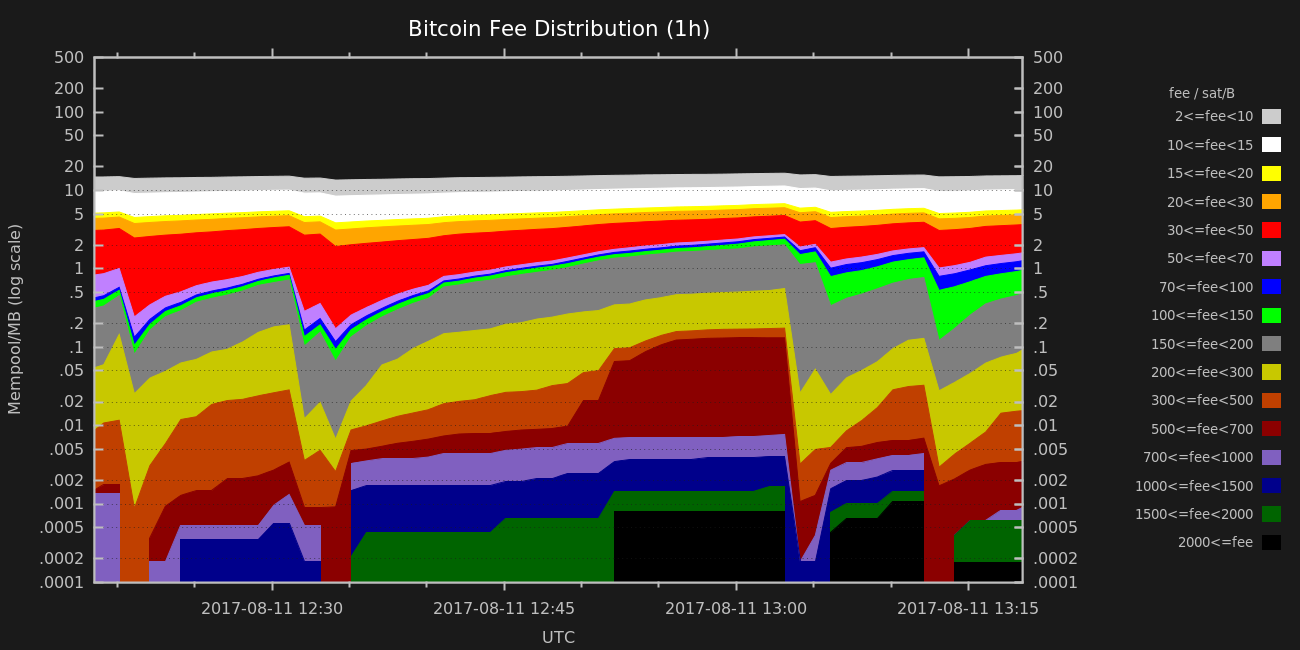 Bitcoin Fee Distribution (1h)
500
200
100
50
20
10
5
2
1
.5
.2
.1
.05
.02
.01
.005
.002
.001
.0005
.0002
.0001
Mempool/MB (log scale)
500
200
100
50
20
10
5
2
1
.5
.2
.1
.05
.02
.01
.005
.002
.001
.0005
.0002
.0001
2017-08-11 12:30
2017-08-11 12:45
2017-08-11 13:00
2017-08-11 13:15
UTC
fee / sat/B
2<=fee<10
10<=fee<15
15<=fee<20
20<=fee<30
30<=fee<50
50<=fee<70
70<=fee<100
100<=fee<150
150<=fee<200
200<=fee<300
300<=fee<500
500<=fee<700
700<=fee<1000
1000<=fee<1500
1500<=fee<2000
2000<=fee